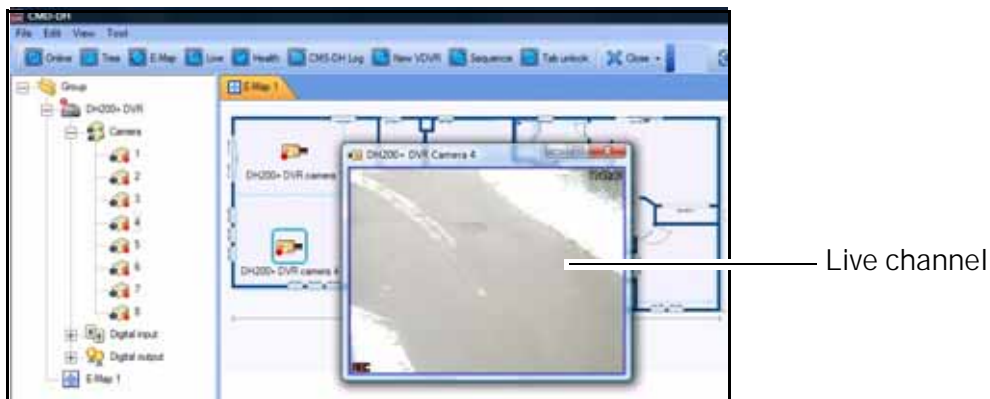 CMD-DH
File Edit View Tool
Online Tree E-Map Live Health CMS-DH Log New VDVR Sequence Tab unlock Close
Group
DH200+ DVR
Camera
1
2
3
4
5
6
7
8
Digital input
Digital output
E-Map 1
E-Map 1
DH200+ DVR camera
DH200+ DVR camera 4
DH200+ DVR Camera 4
REC
Live channel